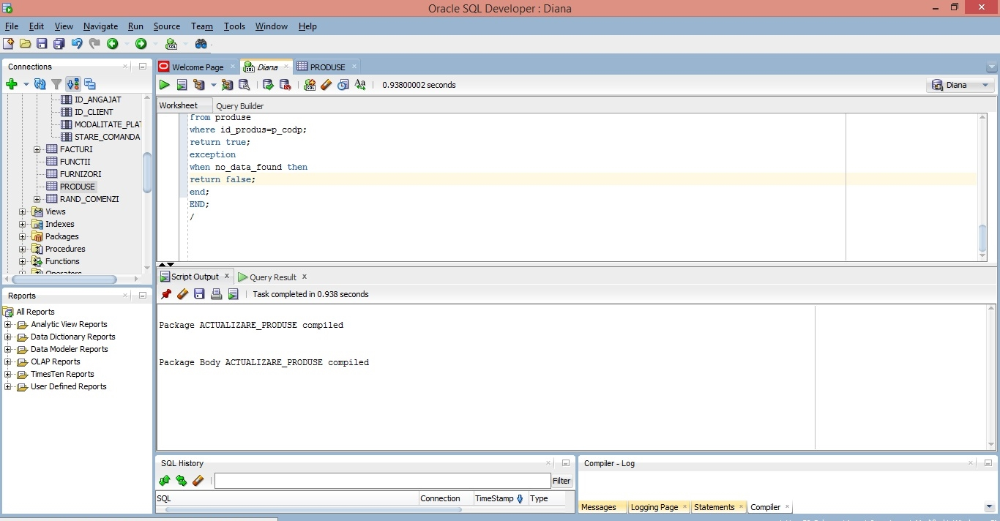 Oracle SQL Developer : Diana
File Edit View Navigate Run Source Team Tools Window Help
Connections
ID_ANGAJAT
ID_CLIENT
MODALITATE_PLAT
STARE_COMANDA
FACTURI
FUNCTII
FURNIZORI
PRODUSE
RAND_COMENZI
Views
Indexes
Packages
Procedures
Functions
Operators
Reports
All Reports
Analytic View Reports
Data Dictionary Reports
Data Modeler Reports
OLAP Reports
TimesTen Reports
User Defined Reports
Welcome Page Diana PRODUSE
0.93800002 seconds
Diana
Worksheet Query Builder
from produse
where id_produs=p_codp;
return true;
exception
when no_data_found then
return false;
end;
END;
/
Script Output Query Result
Task completed in 0.938 seconds
Package ACTUALIZARE_PRODUSE compiled
Package Body ACTUALIZARE_PRODUSE compiled
SQL History
Filter
SQL Connection TimeStamp Type
Compiler - Log
Messages Logging Page Statements Compiler